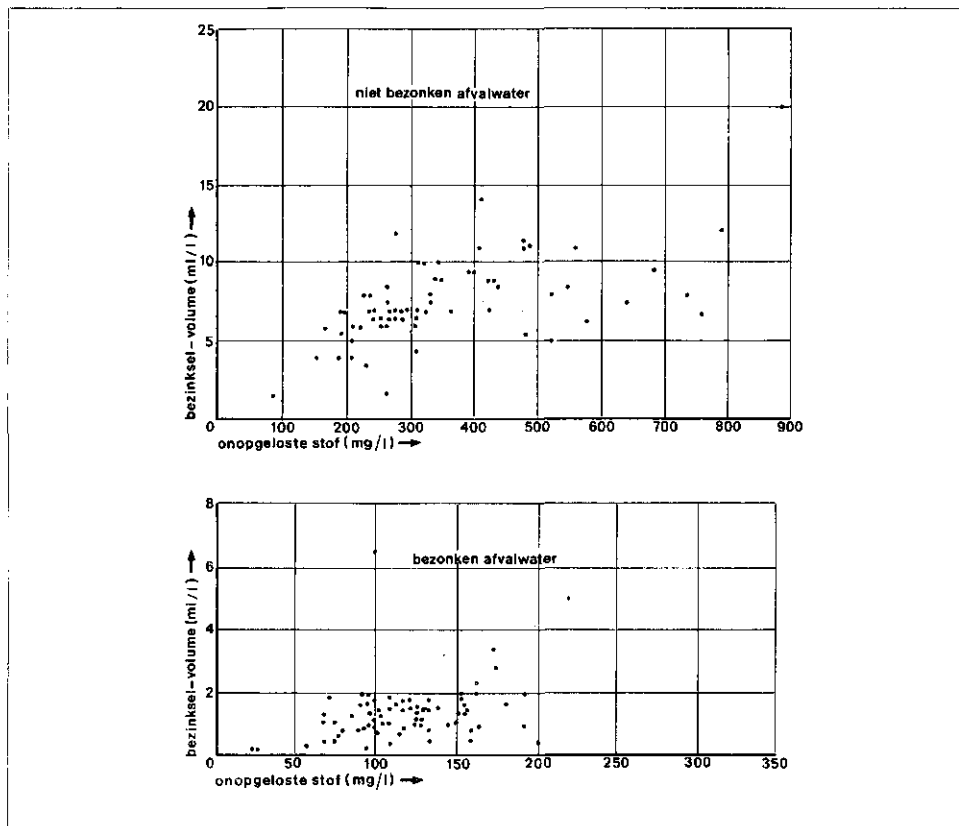 25
niet bezonken afvalwater
20
15
10
5
0
bezinksel-volume (ml/l)
100 200 300 400 500 600 700 800 900
onopgeloste stof (mg/l)
8
bezonken afvalwater
6
4
2
0
bezinksel-volume (ml/l)
50 100 150 200 250 300 350
onopgeloste stof (mg/l)